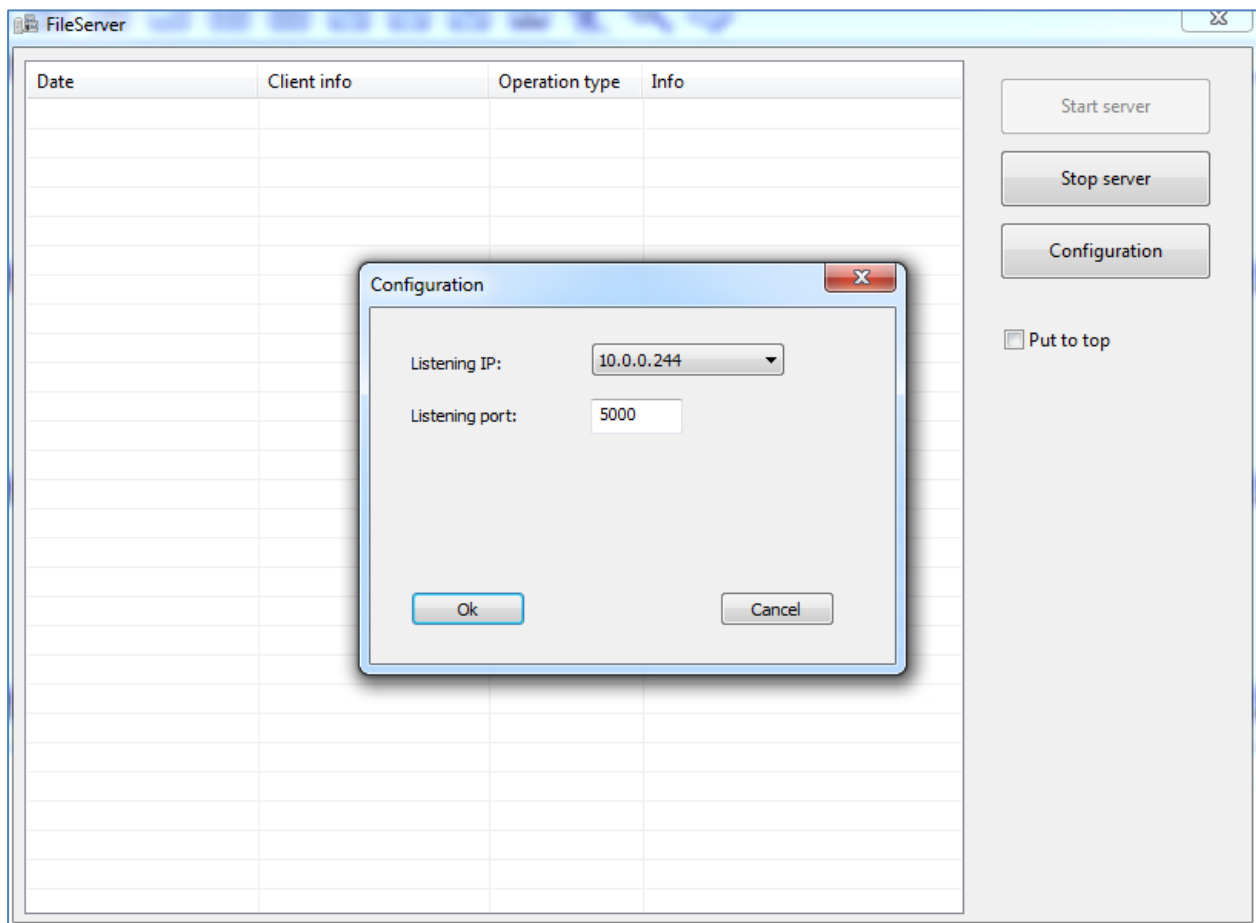 FileServer
Date Client info Operation type Info
Start server
Stop server
Configuration
Put to top
Configuration
Listening IP: 10.0.0.244
Listening port: 5000
Ok Cancel